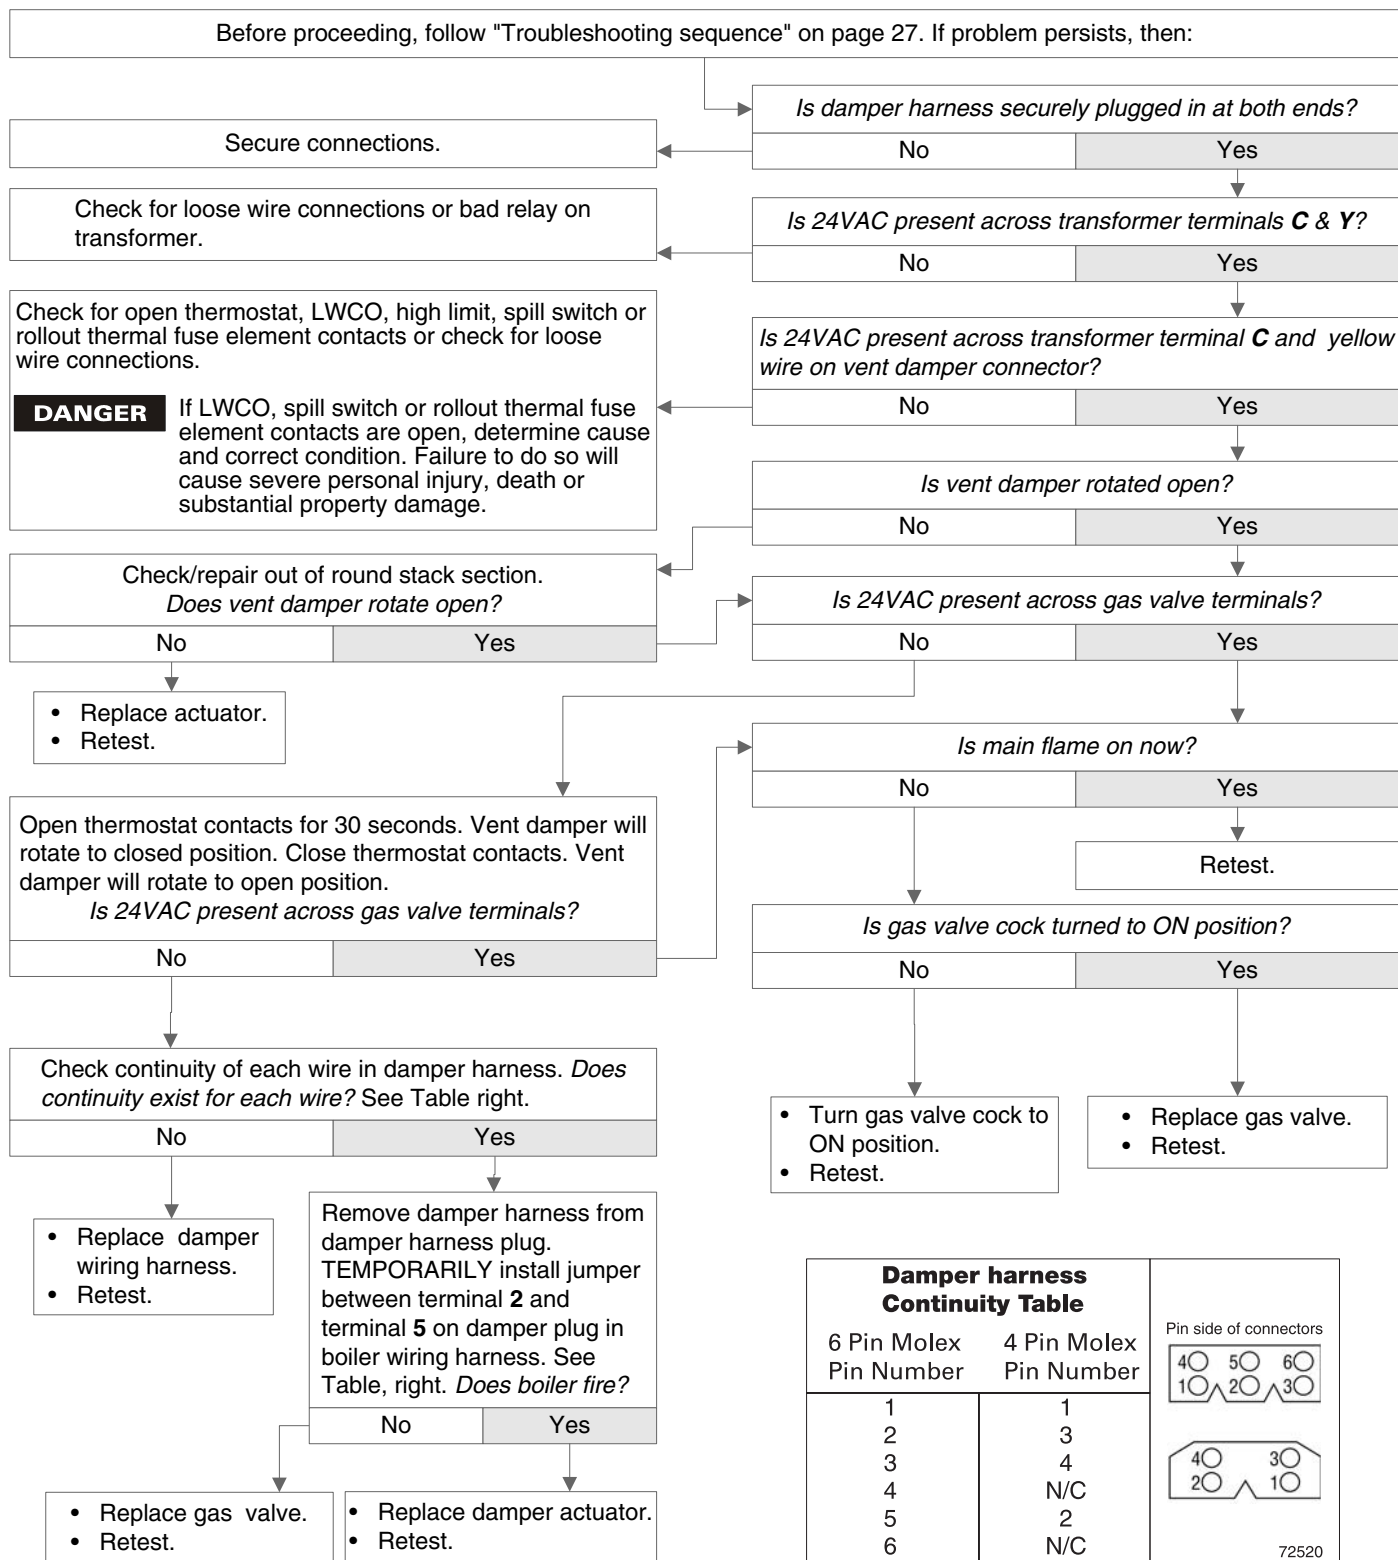 Before proceeding, follow "Troubleshooting sequence" on page 27. If problem persists, then:
Is damper harness securely plugged in at both ends?
No
Yes
Secure connections.
Is 24VAC present across transformer terminals C & Y?
No
Yes
Check for loose wire connections or bad relay on
transformer.
Is 24VAC present across transformer terminal C and yellow
wire on vent damper connector?
No
Yes
Check for open thermostat, LWCO, high limit, spill switch or
rollout thermal fuse element contacts or check for loose
wire connections.
DANGER
If LWCO, spill switch or rollout thermal fuse
element contacts are open, determine cause
and correct condition. Failure to do so will
cause severe personal injury, death or
substantial property damage.
Is vent damper rotated open?
No
Yes
Check/repair out of round stack section.
Does vent damper rotate open?
No
Yes
• Replace actuator.
• Retest.
Is 24VAC present across gas valve terminals?
No
Yes
Is main flame on now?
No
Yes
Retest.
Open thermostat contacts for 30 seconds. Vent damper will
rotate to closed position. Close thermostat contacts. Vent
damper will rotate to open position.
Is 24VAC present across gas valve terminals?
No
Yes
Is gas valve cock turned to ON position?
No
Yes
• Turn gas valve cock to
ON position.
• Retest.
• Replace gas valve.
• Retest.
Check continuity of each wire in damper harness. Does
continuity exist for each wire? See Table right.
No
Yes
• Replace damper
wiring harness.
• Retest.
Remove damper harness from
damper harness plug.
TEMPORARILY install jumper
between terminal 2 and
terminal 5 on damper plug in
boiler wiring harness. See
Table, right. Does boiler fire?
No
Yes
• Replace gas valve.
• Retest.
• Replace damper actuator.
• Retest.
Damper harness
Continuity Table
6 Pin Molex 4 Pin Molex
Pin Number Pin Number
1 1
2 3
3 4
4 N/C
5 2
6 N/C
Pin side of connectors
4 5 6
1 2 3
4 3
2 1
72520